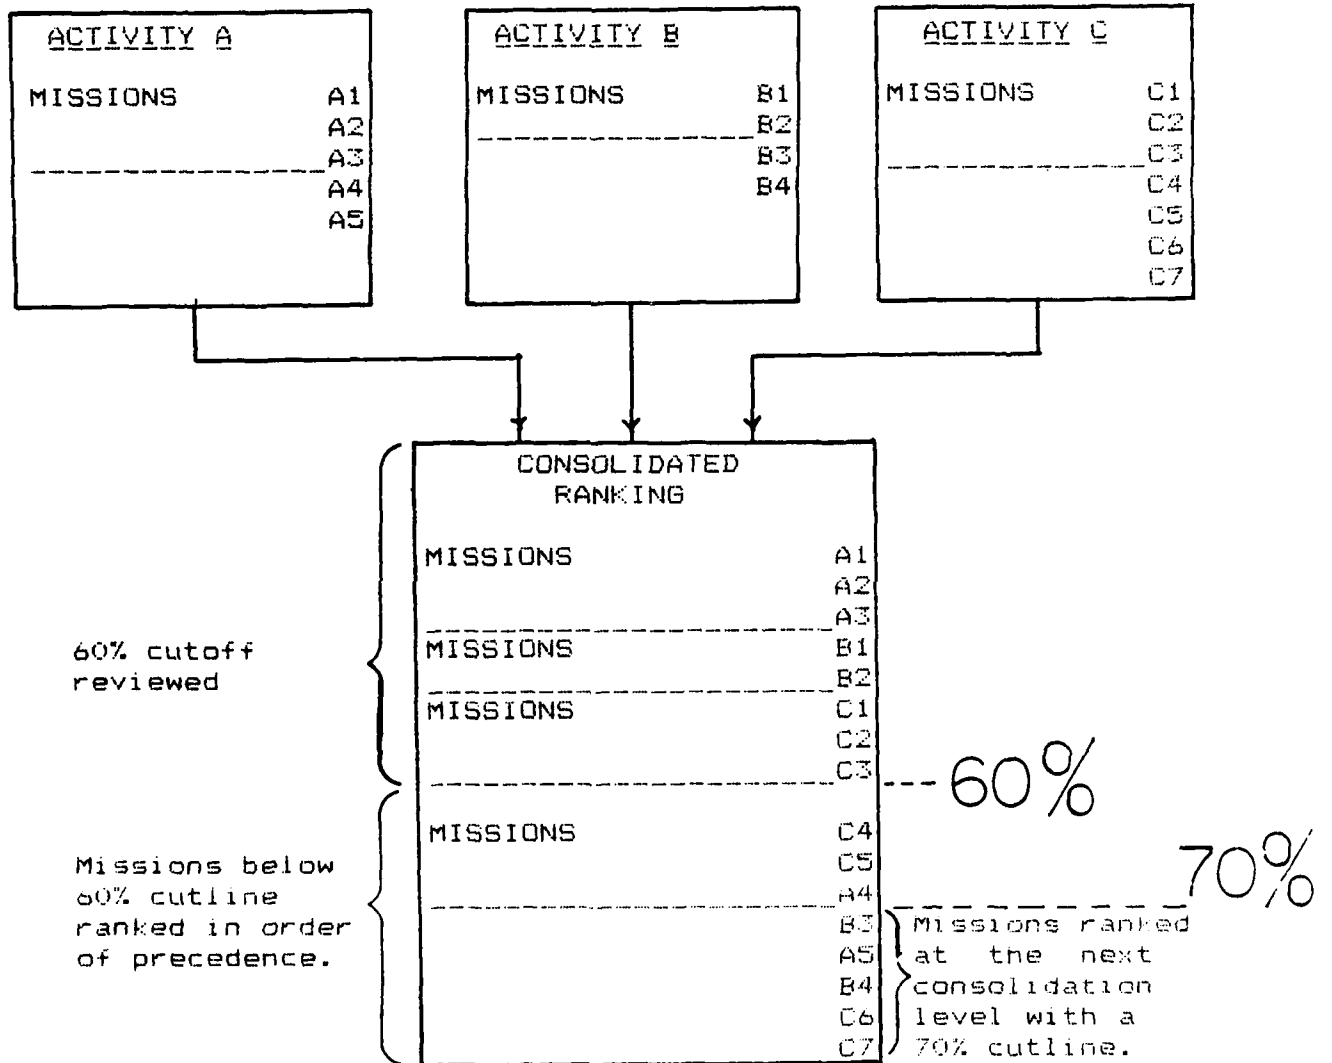 ACTIVITY A
MISSIONS A1
A2
A3
A4
A5
ACTIVITY B
MISSIONS B1
B2
B3
B4
ACTIVITY C
MISSIONS C1
C2
C3
C4
C5
C6
C7
CONSOLIDATED
RANKING
MISSIONS A1
A2
A3
MISSIONS B1
B2
MISSIONS C1
C2
C3
60% cutoff
reviewed
60%
MISSIONS C4
C5
A4
B3
A5
B4
C6
C7
70%
Missions below
60% cutline
ranked in order
of precedence.
Missions ranked
at the next
consolidation
level with a
70% cutline.